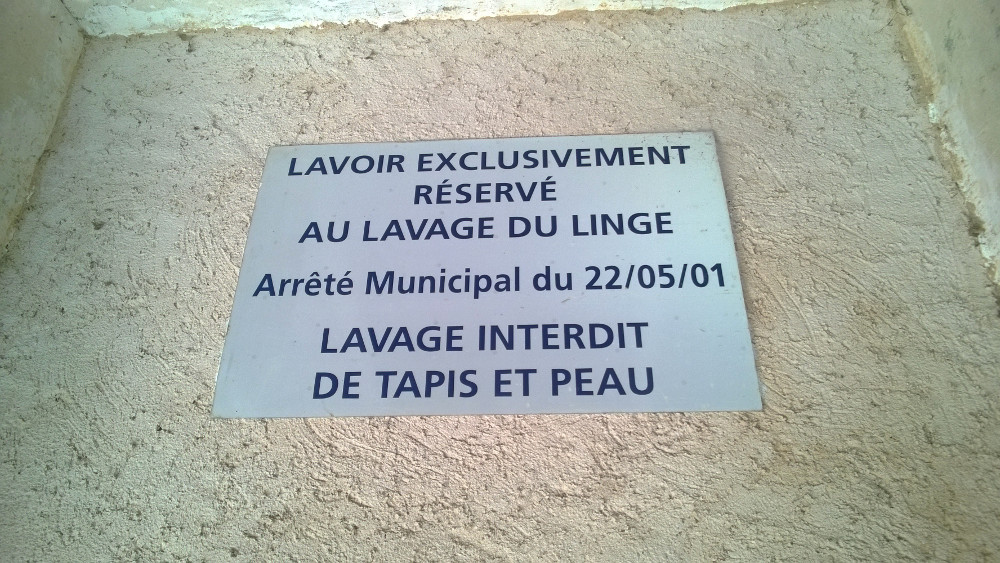 LAVOIR EXCLUSIVEMENT
RÉSERVÉ
AU LAVAGE DU LINGE
Arrêté Municipal du 22/05/01
LAVAGE INTERDIT
DE TAPIS ET PEAU